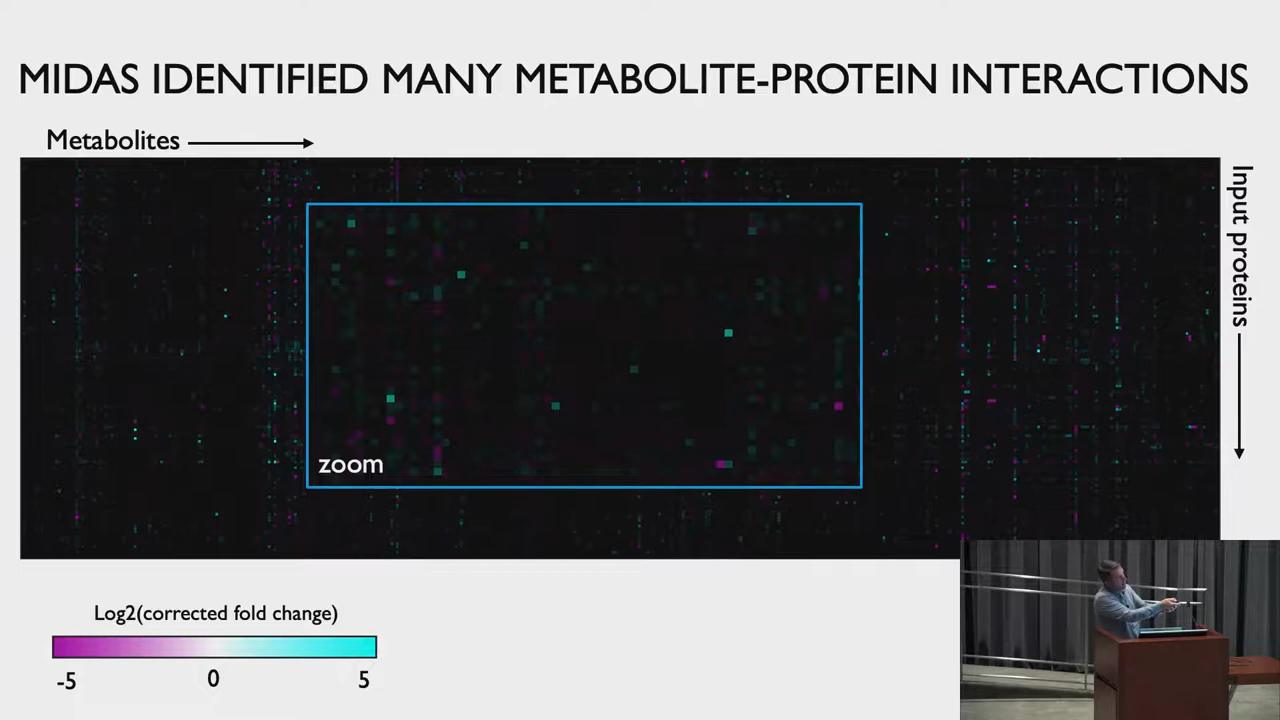 MIDAS IDENTIFIED MANY METABOLITE-PROTEIN INTERACTIONS
Metabolites
Input proteins
zoom
Log2(corrected fold change)
-5 0 5